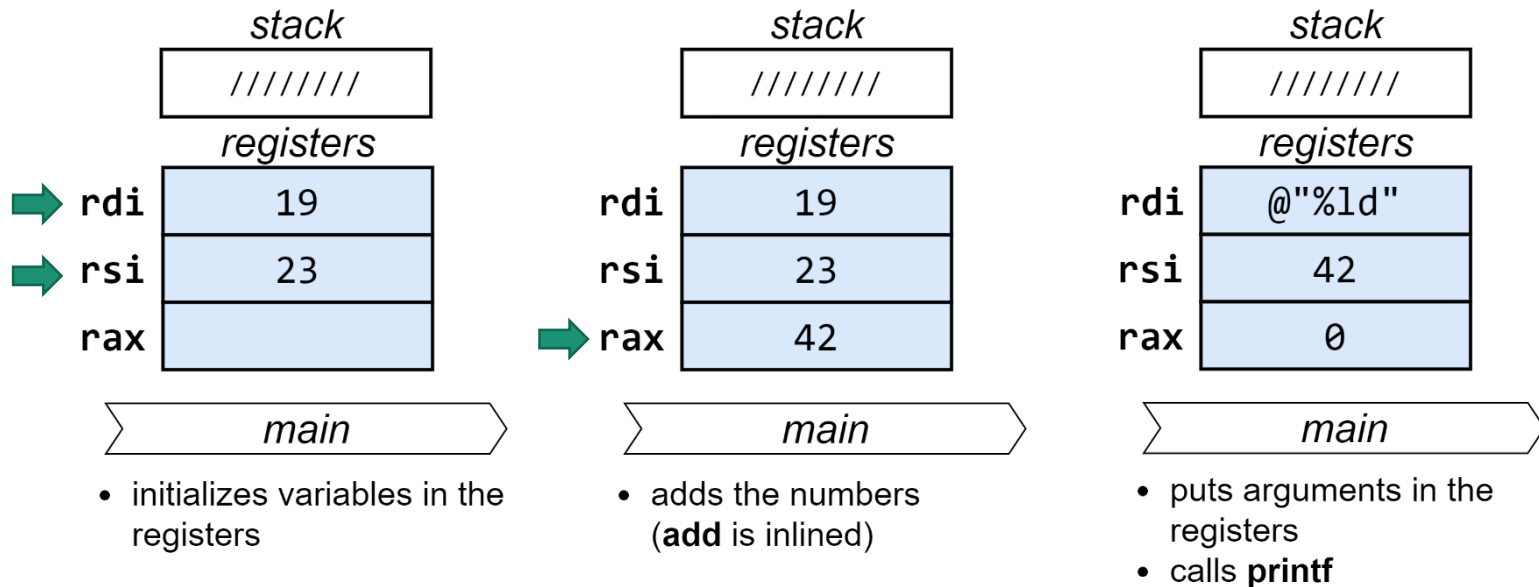 stack
////////
registers
rdi 19
rsi 23
rax
main
• initializes variables in the
registers
stack
////////
registers
rdi 19
rsi 23
rax 42
main
• adds the numbers
(add is inlined)
stack
////////
registers
rdi @"%ld"
rsi 42
rax 0
main
• puts arguments in the
registers
• calls printf